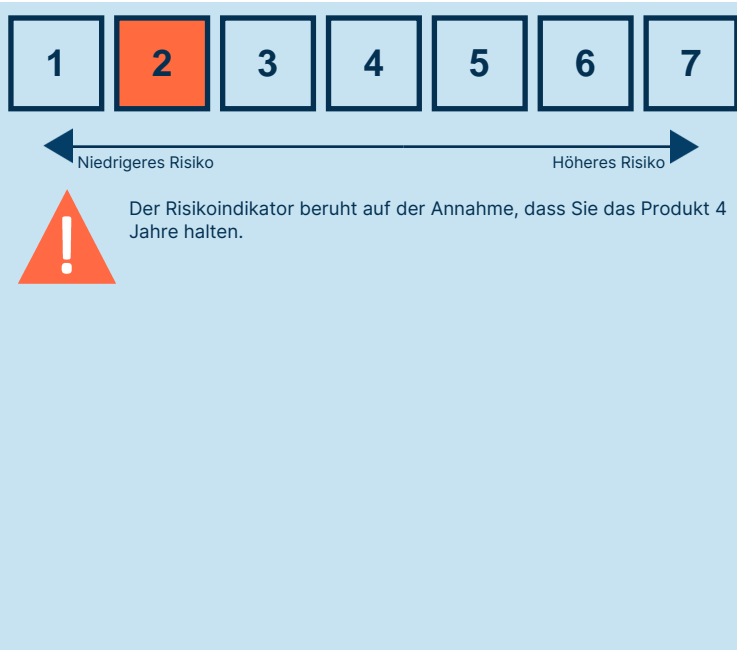 1 2 3 4 5 6 7
Niedrigeres Risiko Höheres Risiko
Der Risikoindikator beruht auf der Annahme, dass Sie das Produkt 4
Jahre halten.